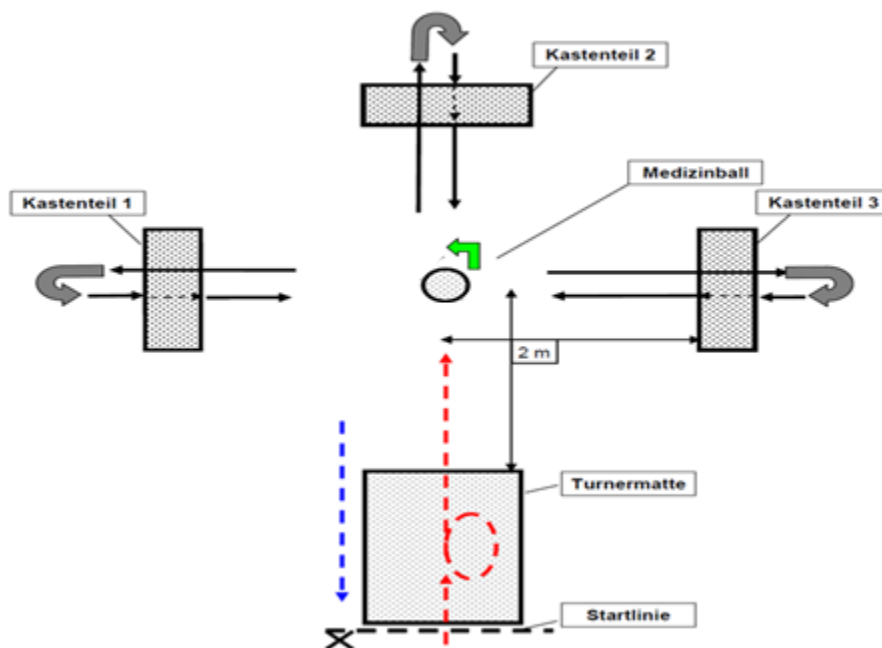 Kastenteil 2
Medizinball
Kastenteil 1
Kastenteil 3
2 m
Turnermatte
Startlinie